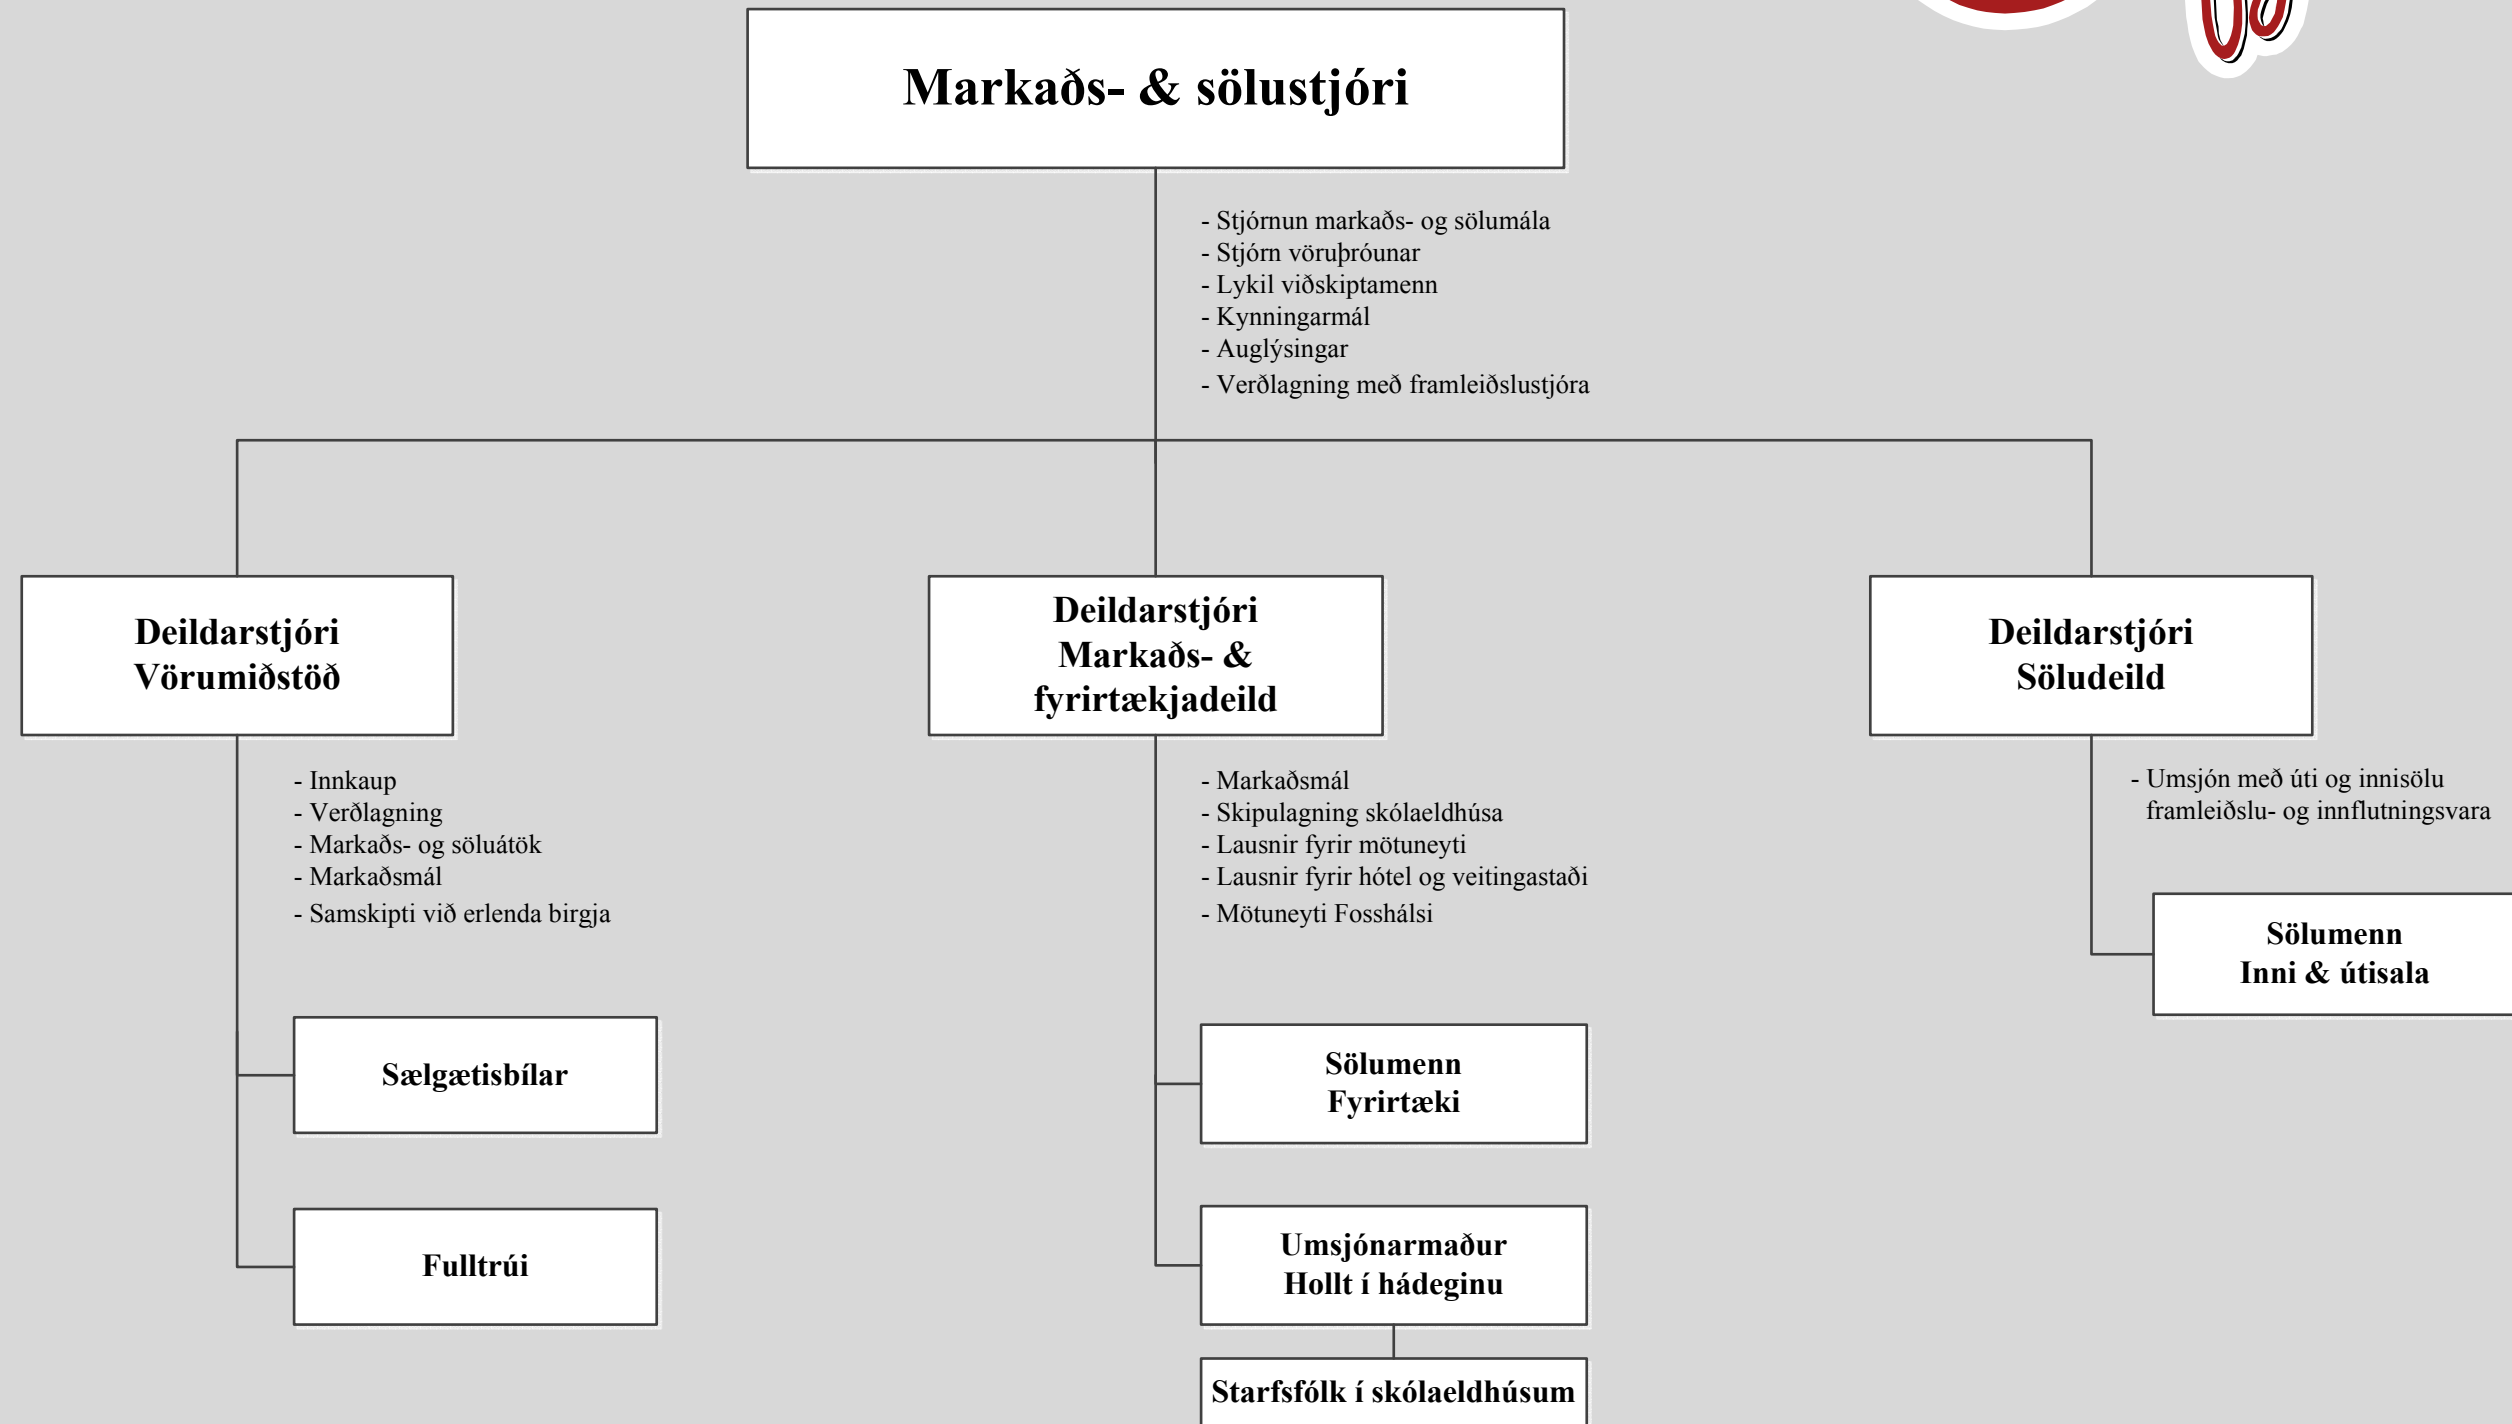 Markaðs- & sölustjóri
- Stjórnun markaðs- og sölumála
- Stjórn vöruþróunar
- Lykil viðskiptamenn
- Kynningarmál
- Auglýsingar
- Verðlagning með framleiðslustjóra
Deildarstjóri
Vörumiðstöð
- Innkaup
- Verðlagning
- Markaðs- og söluátök
- Markaðsmál
- Samskipti við erlenda birgja
Sælgætisbílar
Fulltrúi
Deildarstjóri
Markaðs- &
fyrirtækjadeild
- Markaðsmál
- Skipulagning skólaeldhúsa
- Lausnir fyrir mötuneyti
- Lausnir fyrir hótel og veitingastaði
- Mötuneyti Fosshálsi
Sölumenn
Fyrirtæki
Umsjónarmaður
Hollt í hádeginu
Starfsfólk í skólaeldhúsum
Deildarstjóri
Söludeild
- Umsjón með úti og innisölu
framleiðslu- og innflutningsvara
Sölumenn
Inni & útisala